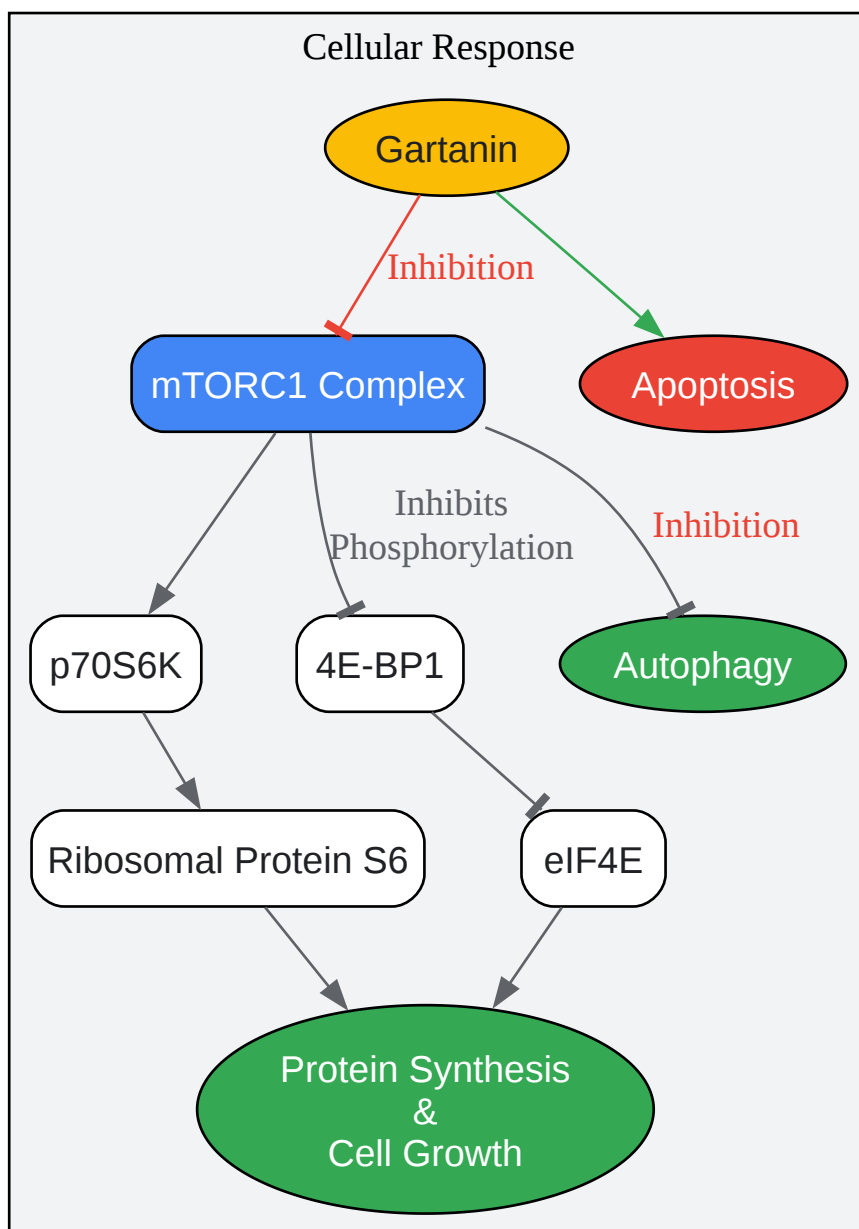 Cellular Response
Gartanin
Inhibition
mTORC1 Complex
Apoptosis
Inhibits
Phosphorylation
Inhibition
p70S6K
4E-BP1
Autophagy
Ribosomal Protein S6
eIF4E
Protein Synthesis
&
Cell Growth